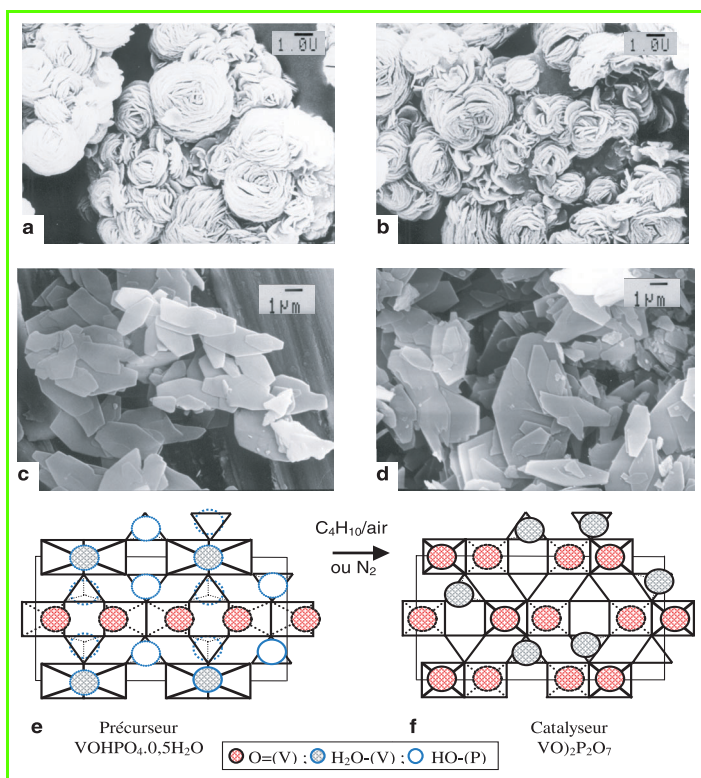 1.0U
1.0U
a
b
1µm
1µm
c
d
C₄H₁₀/air
ou N₂
e
Précurseur
VOHPO₄.0,5H₂O
f
Catalyseur
VO)₂P₂O₇
O=(V) ; H₂O-(V) ; HO-(P)